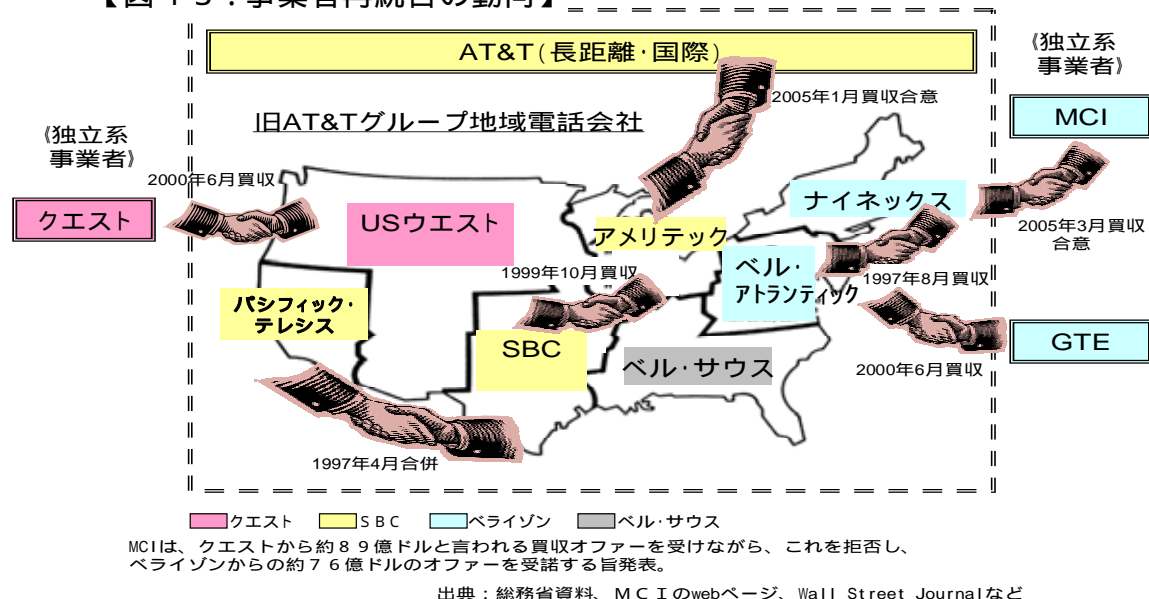 【図１３：事業者再統合の動向】
AT&T(長距離・国際)
《独立系
事業者》
2005年1月買収合意
MCI
旧AT&Tグループ地域電話会社
《独立系
事業者》
2000年6月買収
クエスト
USウエスト
ナイネックス
2005年3月買収
合意
アメリテック
1999年10月買収
ベル・
アトランティック
1997年8月買収
パシフィック・
テレシス
SBC
GTE
ベル・サウス
2000年6月買収
1997年4月合併
クエスト
ＳＢＣ
ベライゾン
ベル・サウス
MCIは、クエストから約８９億ドルと言われる買収オファーを受けながら、これを拒否し、
ベライゾンからの約７６億ドルのオファーを受諾する旨発表。
出典：総務省資料、ＭＣＩのwebページ、Wall Street Journalなど